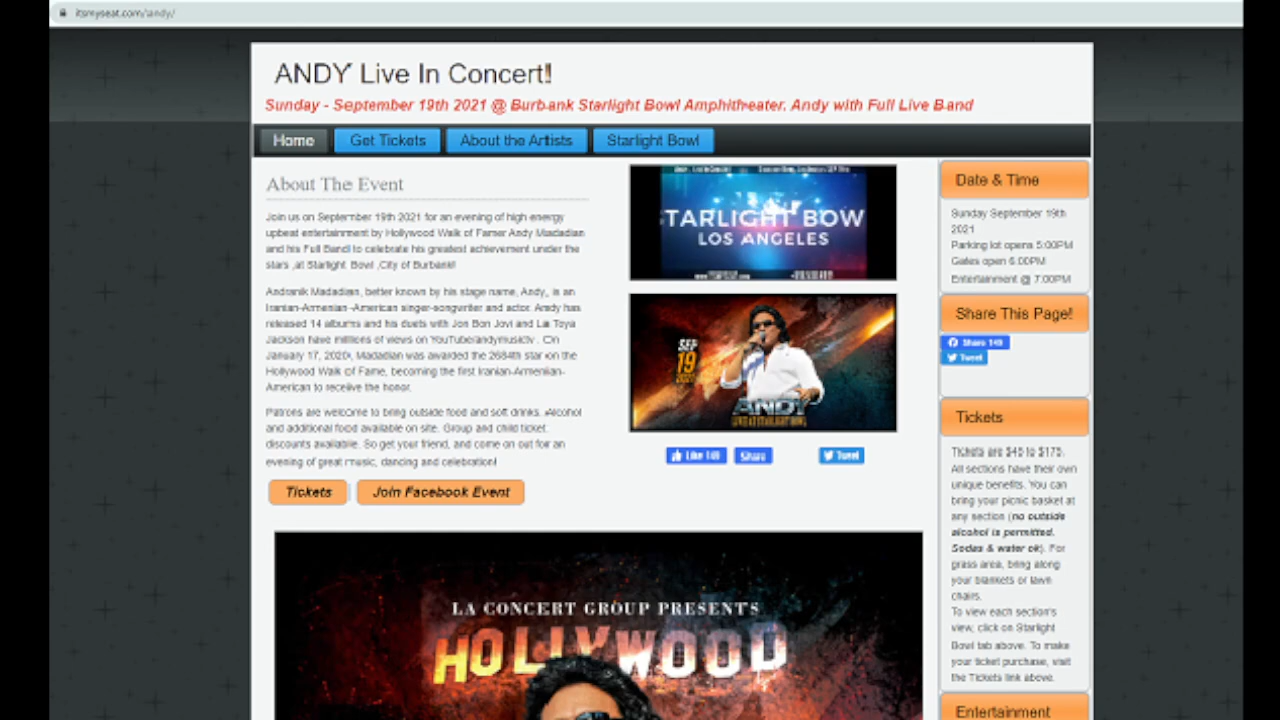 itsmyseat.com/andy/
ANDY Live In Concert!
Sunday - September 19th 2021 @ Burbank Starlight Bowl Amphitheater. Andy with Full Live Band
Home
Get Tickets
About the Artists
Starlight Bowl
About The Event
Join us on September 19th 2021 for an evening of high energy
upbeat entertainment by Hollywood Walk of Famer Andy Madadian
and his Full Band! to celebrate his greatest achievement under the
stars ,at Starlight Bowl ,City of Burbank!
Andranik Madadian, better known by his stage name, Andy, is an
Iranian-Armenian -American singer-songwriter and actor. Andy has
released 14 albums and his duets with Jon Bon Jovi and La Toya
Jackson have millions of views on YouTube/andymusictv . On
January 17, 2020, Madadian was awarded the 2684th star on the
Hollywood Walk of Fame, becoming the first Iranian-Armenian-
American to receive the honor.
Patrons are welcome to bring outside food and soft drinks. Alcohol
and additional food available on site. Group and child ticket
discounts available. So get your friend, and come on out for an
evening of great music, dancing and celebration!
Tickets
Join Facebook Event
TARLIGHT BOW
LOS ANGELES
SEP
19
2021
ANDY
LIVE AT STARLIGHT BOWL
Like 149
Share
Tweet
LA CONCERT GROUP PRESENTS
HOLLYWOOD
Date & Time
Sunday September 19th
2021
Parking lot opens 5:00PM
Gates open 6:00PM
Entertainment @ 7:00PM
Share This Page!
Share 149
Tweet
Tickets
Tickets are $45 to $175.
All sections have their own
unique benefits. You can
bring your picnic basket at
any section (no outside
alcohol is permitted.
Sodas & water ok). For
grass area, bring along
your blankets or lawn
chairs.
To view each section's
view, click on Starlight
Bowl tab above. To make
your ticket purchase, visit
the Tickets link above.
Entertainment